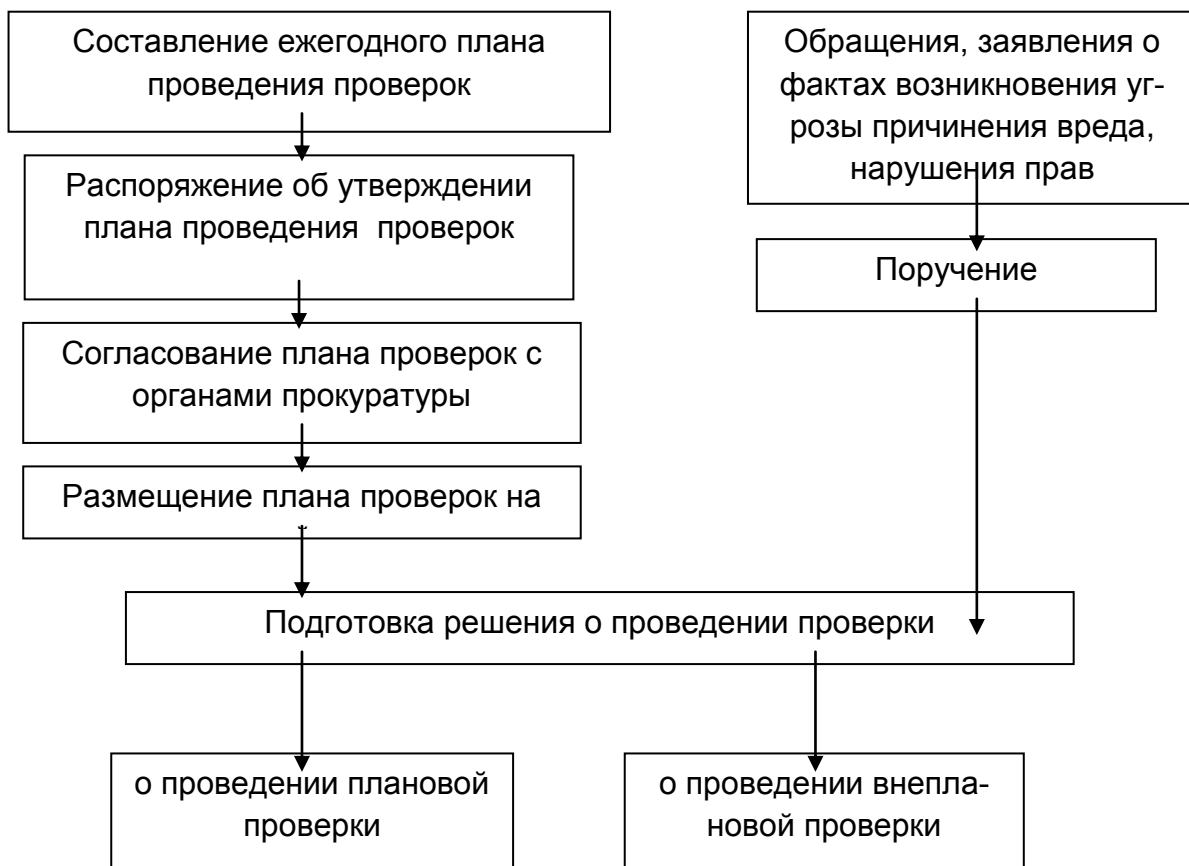 Составление ежегодного плана
проведения проверок
Распоряжение об утверждении
плана проведения проверок
Согласование плана проверок с
органами прокуратуры
Размещение плана проверок на
Обращения, заявления о
фактах возникновения уг-
розы причинения вреда,
нарушения прав
Поручение
Подготовка решения о проведении проверки
о проведении плановой
проверки
о проведении внепла-
новой проверки